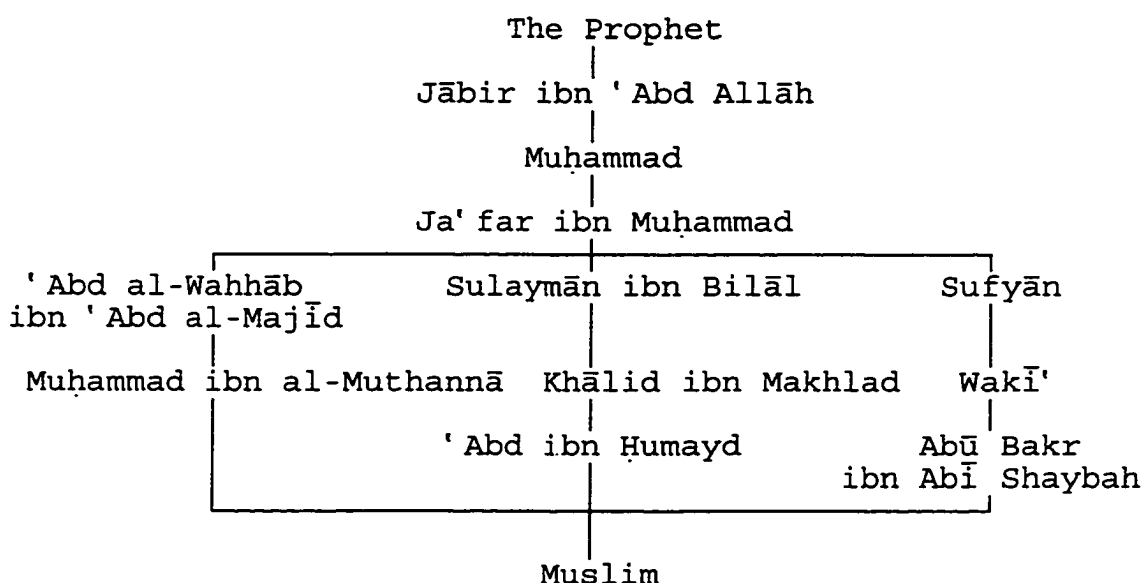 The Prophet
Jābir ibn ‛Abd Allāh
Muḥammad
Ja‛far ibn Muḥammad
‛Abd al-Wahhāb
ibn ‛Abd al-Majīd
Sulaymān ibn Bilāl
Sufyān
Muḥammad ibn al-Muthannā
Khālid ibn Makhlad
Wakī‛
‛Abd ibn Ḥumayd
Abū Bakr
ibn Abī Shaybah
Muslim